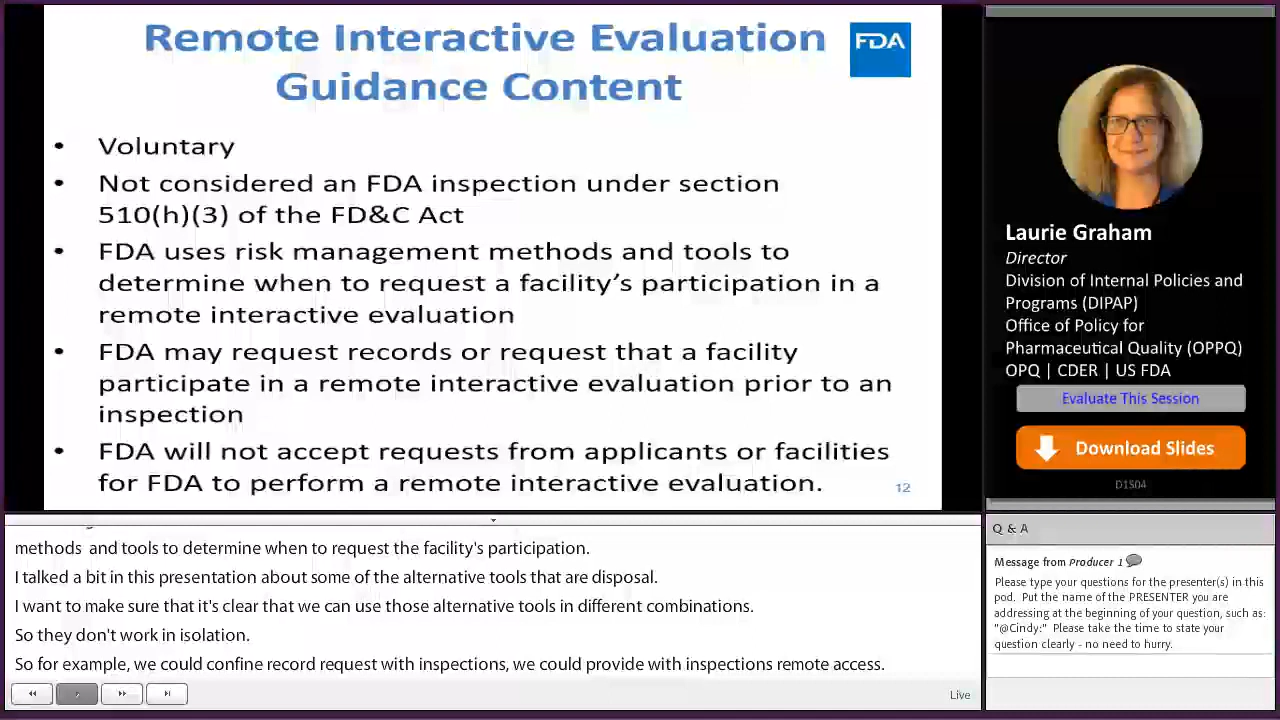 Remote Interactive Evaluation
Guidance Content
FDA
• Voluntary
• Not considered an FDA inspection under section
510(h)(3) of the FD&C Act
• FDA uses risk management methods and tools to
determine when to request a facility’s participation in a
remote interactive evaluation
• FDA may request records or request that a facility
participate in a remote interactive evaluation prior to an
inspection
• FDA will not accept requests from applicants or facilities
for FDA to perform a remote interactive evaluation.
12
Laurie Graham
Director
Division of Internal Policies and
Programs (DIPAP)
Office of Policy for
Pharmaceutical Quality (OPPQ)
OPQ | CDER | US FDA
Evaluate This Session
Download Slides
D1S04
methods and tools to determine when to request the facility's participation.
I talked a bit in this presentation about some of the alternative tools that are disposal.
I want to make sure that it's clear that we can use those alternative tools in different combinations.
So they don't work in isolation.
So for example, we could confine record request with inspections, we could provide with inspections remote access.
Live
Q & A
Message from Producer 1
Please type your questions for the presenter(s) in this
pod. Put the name of the PRESENTER you are
addressing at the beginning of your question, such as:
"@Cindy:" Please take the time to state your
question clearly - no need to hurry.